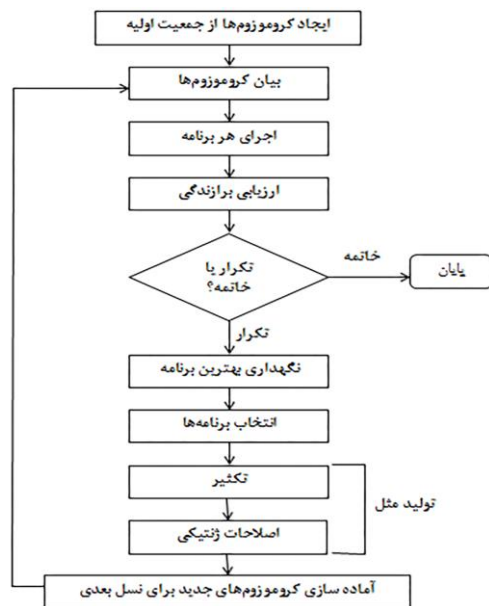 ایجاد کروموزوم‌ها از جمعیت اولیه
بیان کروموزوم‌ها
اجرای هر برنامه
ارزیابی برازندگی
تکرار یا
خاتمه؟
خاتمه
پایان
تکرار
نگهداری بهترین برنامه
انتخاب برنامه‌ها
تکثیر
اصلاحات ژنتیکی
تولید مثل
آماده سازی کروموزوم‌های جدید برای نسل بعدی